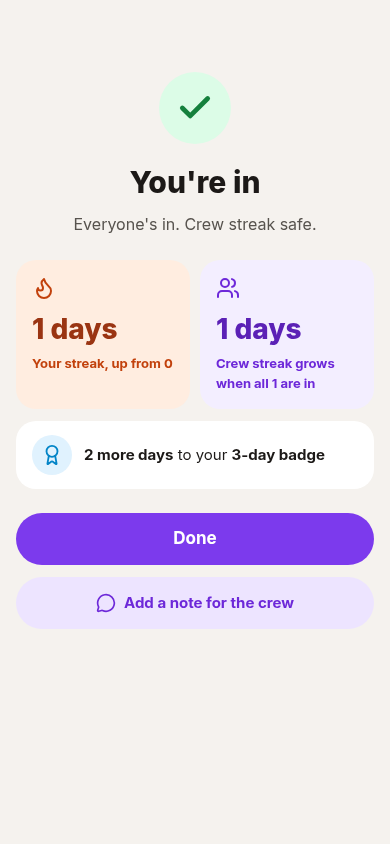 You're in
Everyone's in. Crew streak safe.
1 days
Your streak, up from 0
1 days
Crew streak grows
when all 1 are in
2 more days to your 3-day badge
Done
Add a note for the crew